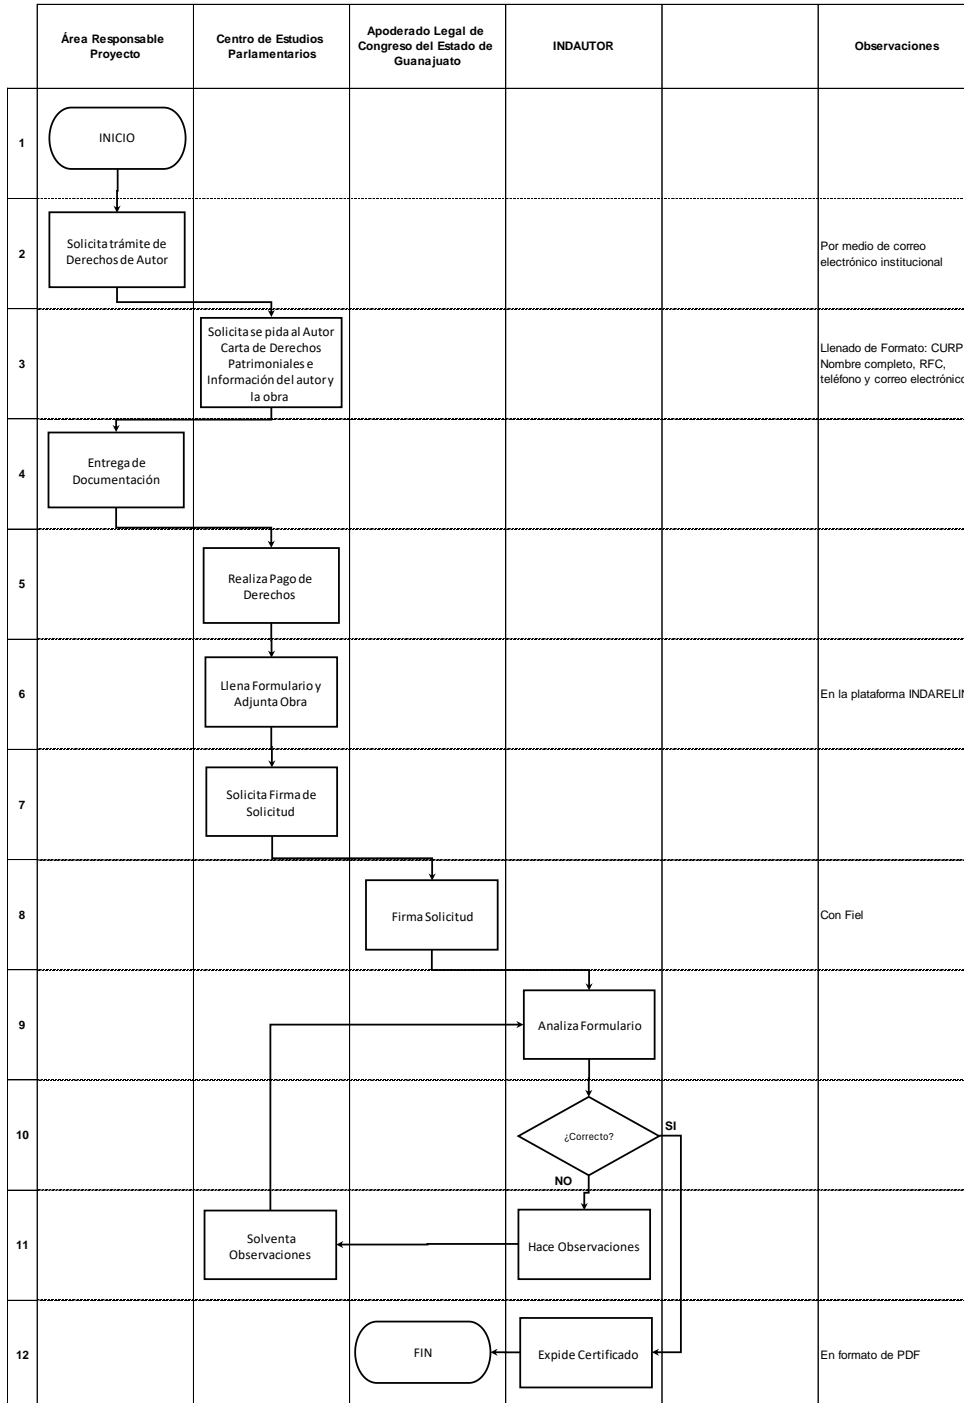 Área Responsable
Proyecto
Centro de Estudios
Parlamentarios
Apoderado Legal de
Congreso del Estado de
Guanajuato
INDAUTOR
Observaciones
1
INICIO
2
Solicita trámite de
Derechos de Autor
Por medio de correo
electrónico institucional
3
Solicita se pida al Autor
Carta de Derechos
Patrimoniales e
Información del autor y
la obra
Llenado de Formato: CURP
Nombre completo, RFC,
teléfono y correo electrónico
4
Entrega de
Documentación
5
Realiza Pago de
Derechos
6
Llena Formulario y
Adjunta Obra
En la plataforma INDARELIN
7
Solicita Firma de
Solicitud
8
Firma Solicitud
Con Fiel
9
Analiza Formulario
10
¿Correcto?
SI
NO
11
Solventa
Observaciones
Hace Observaciones
12
FIN
Expide Certificado
En formato de PDF